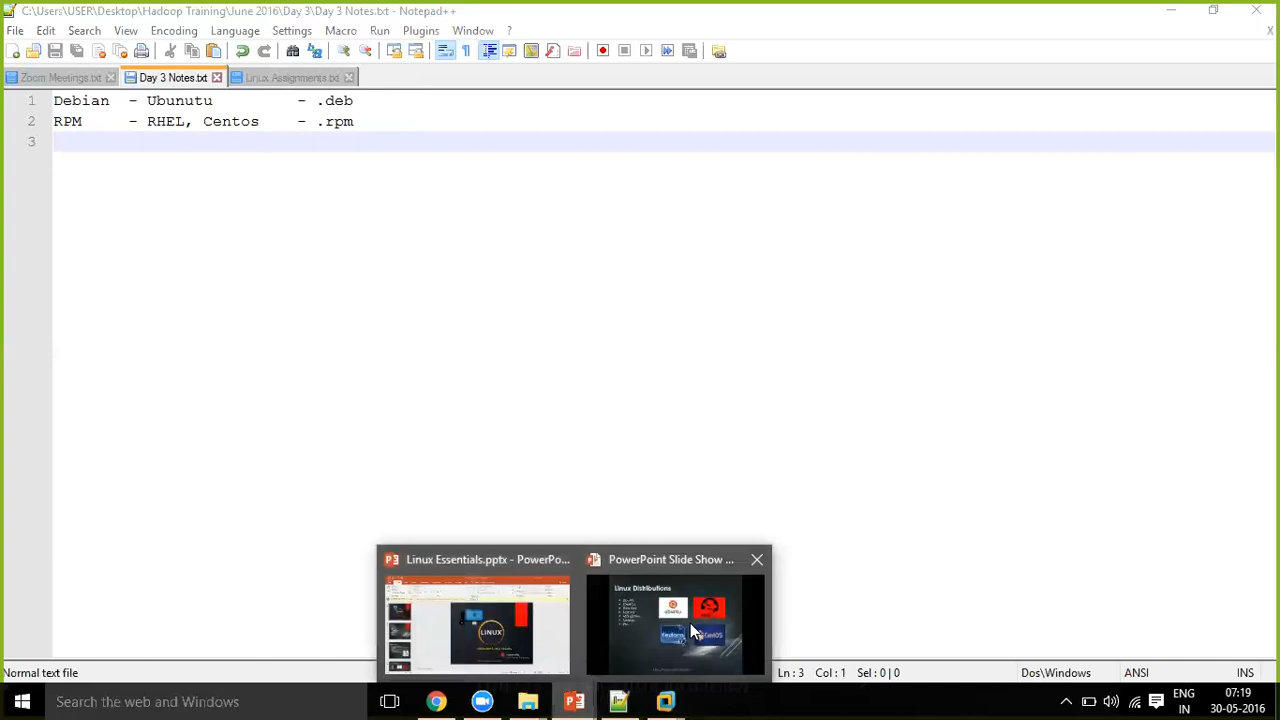 C:\Users\USER\Desktop\Hadoop Training\June 2016\Day 3\Day 3 Notes.txt - Notepad++
File Edit Search View Encoding Language Settings Macro Run Plugins Window ? X
Zoom Meetings.txt Day 3 Notes.txt Linux Assignments.txt
1 Debian - Ubunutu - .deb
2 RPM - RHEL, Centos - .rpm
3
Linux Essentials.pptx - PowerPo... PowerPoint Slide Show ...
Linux Distributions
ubuntu
LINUX
CentOS
Normal text file Ln : 3 Sel : 0 | 0 Dos\Windows ANSI INS
Search the web and Windows
ENG
IN
07:19
30-05-2016